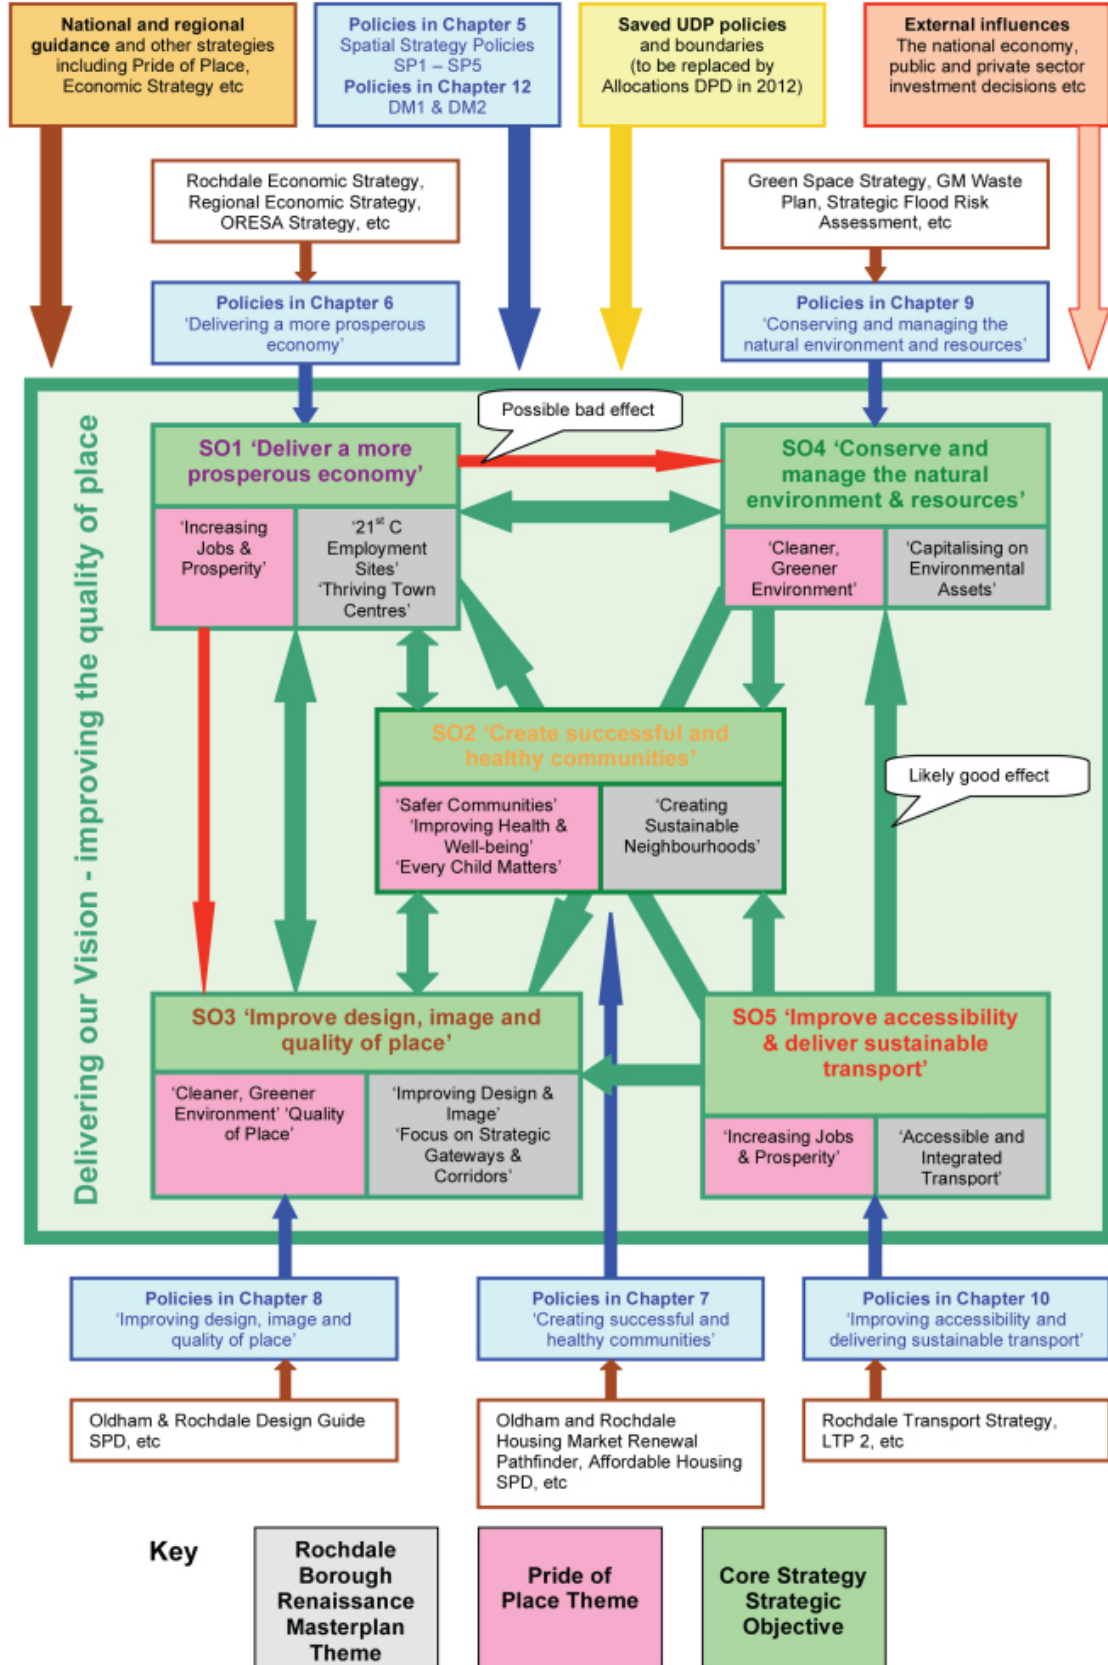 National and regional
guidance and other strategies
including Pride of Place,
Economic Strategy etc
Policies in Chapter 5
Spatial Strategy Policies
SP1 – SP5
Policies in Chapter 12
DM1 & DM2
Saved UDP policies
and boundaries
(to be replaced by
Allocations DPD in 2012)
External influences
The national economy,
public and private sector
investment decisions etc
Rochdale Economic Strategy,
Regional Economic Strategy,
ORESA Strategy, etc
Green Space Strategy, GM Waste
Plan, Strategic Flood Risk
Assessment, etc
Policies in Chapter 6
‘Delivering a more prosperous
economy’
Policies in Chapter 9
‘Conserving and managing the
natural environment and resources’
Delivering our Vision - improving the quality of place
Possible bad effect
SO1 ‘Deliver a more
prosperous economy’
‘Increasing
Jobs &
Prosperity’
‘21st C
Employment
Sites’
‘Thriving Town
Centres’
SO4 ‘Conserve and
manage the natural
environment & resources’
‘Cleaner,
Greener
Environment’
‘Capitalising on
Environmental
Assets’
SO2 ‘Create successful and
healthy communities’
‘Safer Communities’
‘Improving Health &
Well-being’
‘Every Child Matters’
‘Creating
Sustainable
Neighbourhoods’
Likely good effect
SO3 ‘Improve design, image and
quality of place’
‘Cleaner, Greener
Environment’ ‘Quality
of Place’
‘Improving Design &
Image’
‘Focus on Strategic
Gateways &
Corridors’
SO5 ‘Improve accessibility
& deliver sustainable
transport’
‘Increasing Jobs
& Prosperity’
‘Accessible and
Integrated
Transport’
Policies in Chapter 8
‘Improving design, image and
quality of place’
Policies in Chapter 7
‘Creating successful and
healthy communities’
Policies in Chapter 10
‘Improving accessibility and
delivering sustainable transport’
Oldham & Rochdale Design Guide
SPD, etc
Oldham and Rochdale
Housing Market Renewal
Pathfinder, Affordable Housing
SPD, etc
Rochdale Transport Strategy,
LTP 2, etc
Key
Rochdale
Borough
Renaissance
Masterplan
Theme
Pride of
Place Theme
Core Strategy
Strategic
Objective